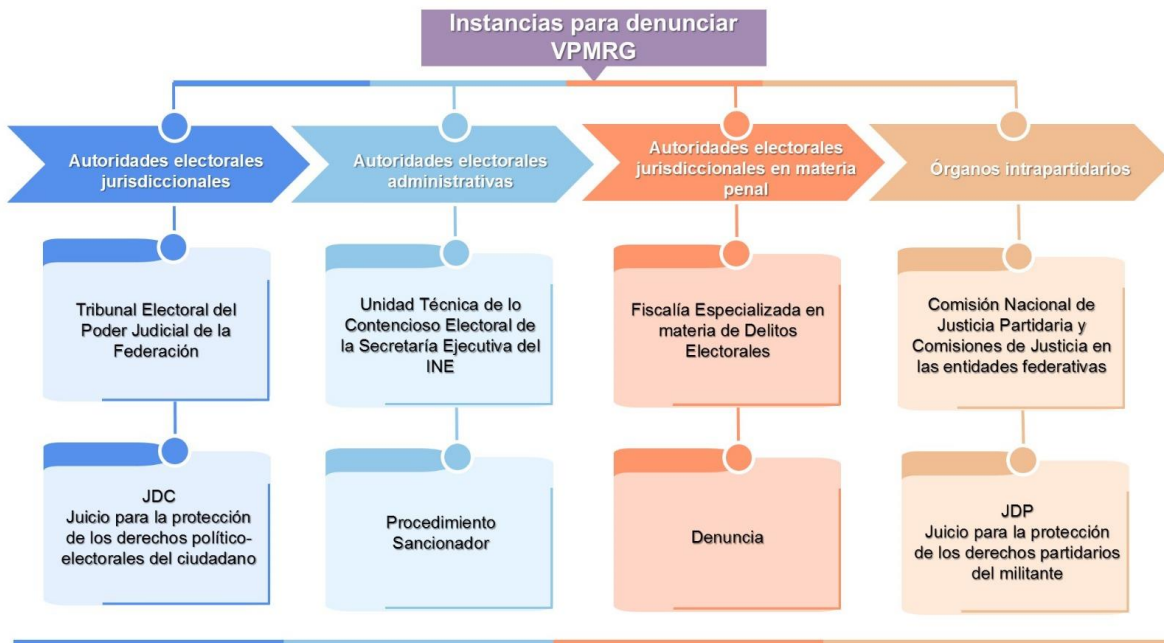 Instancias para denunciar
VPMRG
Autoridades electorales
jurisdiccionales
Autoridades electorales
administrativas
Autoridades electorales
jurisdiccionales en materia
penal
Órganos intrapartidarios
Tribunal Electoral del
Poder Judicial de la
Federación
Unidad Técnica de lo
Contencioso Electoral de
la Secretaría Ejecutiva del
INE
Fiscalía Especializada en
materia de Delitos
Electorales
Comisión Nacional de
Justicia Partidaria y
Comisiones de Justicia en
las entidades federativas
JDC
Juicio para la protección
de los derechos político-
electorales del ciudadano
Procedimiento
Sancionador
Denuncia
JDP
Juicio para la protección
de los derechos partidarios
del militante